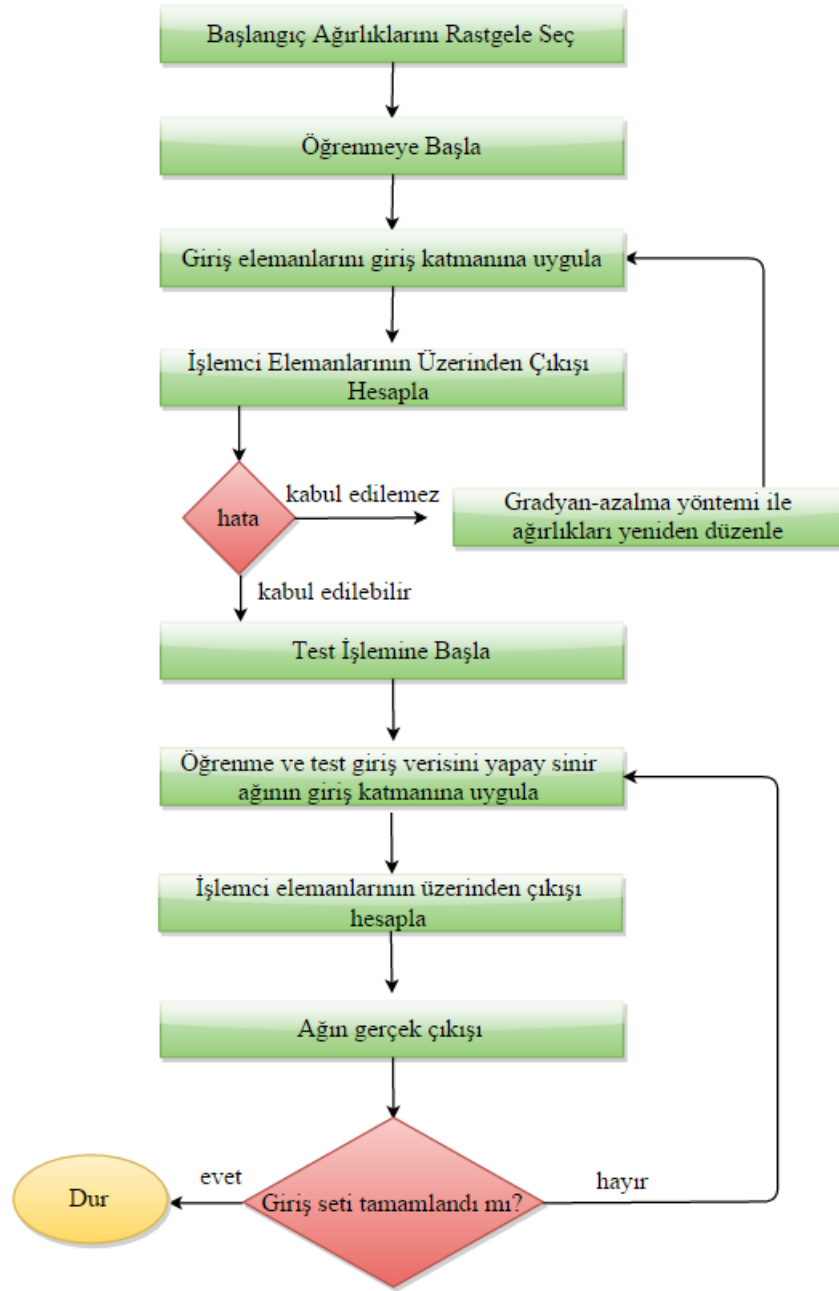 Başlangıç Ağırlıklarını Rastgele Seç
Öğrenmeye Başla
Giriş elemanlarını giriş katmanına uygula
İşlemci Elemanlarının Üzerinden Çıkışı
Hesapla
hata
kabul edilemez
Gradyan-azalma yöntemi ile
ağırlıkları yeniden düzenle
kabul edilebilir
Test İşlemine Başla
Öğrenme ve test giriş verisini yapay sinir
ağının giriş katmanına uygula
İşlemci elemanlarının üzerinden çıkışı
hesapla
Ağın gerçek çıkışı
Giriş seti tamamlandı mı?
evet
hayır
Dur